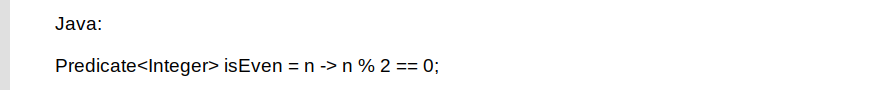 Java:
Predicate<Integer> isEven = n -> n % 2 == 0;